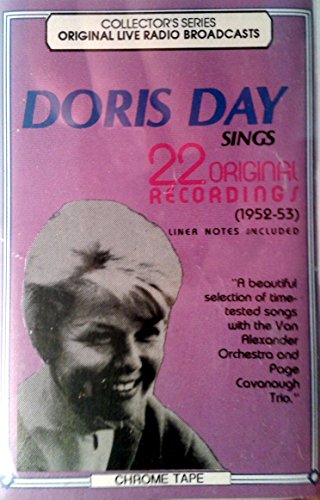 COLLECTOR'S SERIES
ORIGINAL LIVE RADIO BROADCASTS
DORIS DAY
SINGS
22 ORIGINAL
RECORDINGS
(1952-53)
LINER NOTES INCLUDED
"A beautiful
selection of time-
tested songs
with the Van
Alexander
Orchestra and
Page
Cavanaugh
Trio."
CHROME TAPE